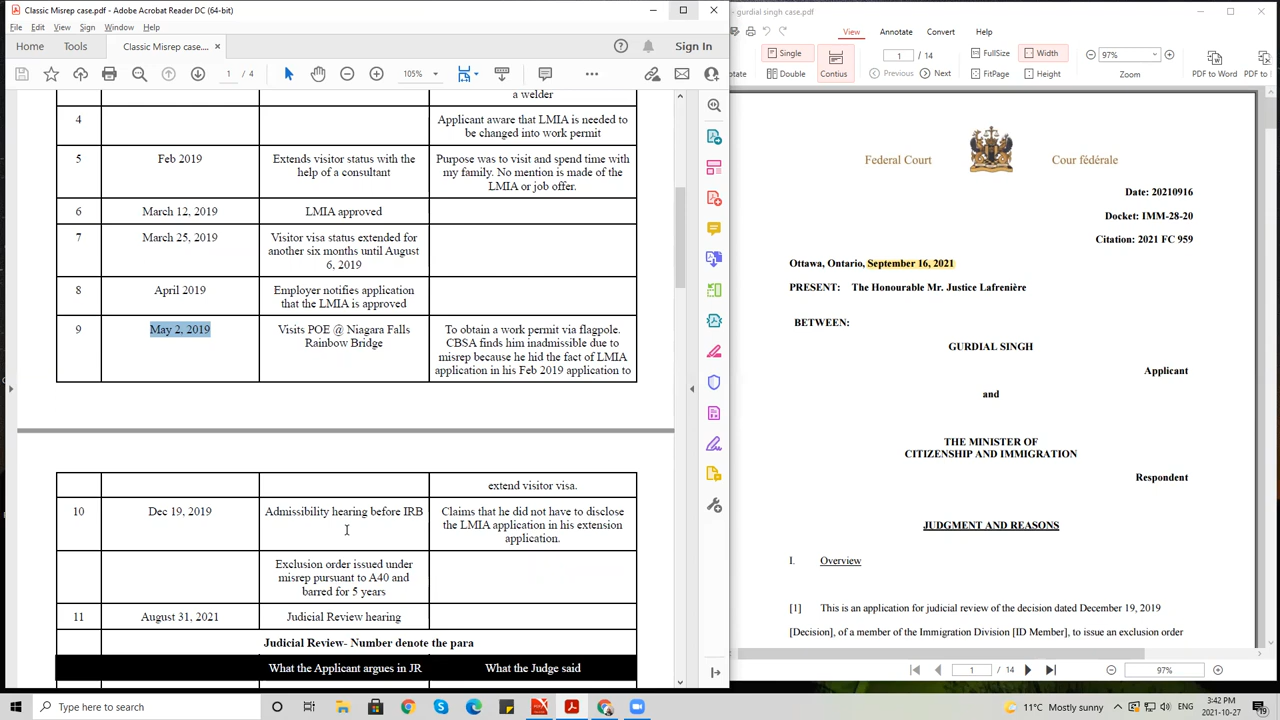 Classic Misrep case.pdf - Adobe Acrobat Reader DC (64-bit)
File Edit View Sign Window Help
Home Tools Classic Misrep case.... × Sign In
1 / 4 105%
a welder
4 Applicant aware that LMIA is needed to
be changed into work permit
5 Feb 2019 Extends visitor status with the Purpose was to visit and spend time with
help of a consultant my family. No mention is made of the
LMIA or job offer.
6 March 12, 2019 LMIA approved
7 March 25, 2019 Visitor visa status extended for
another six months until August
6, 2019
8 April 2019 Employer notifies application
that the LMIA is approved
9 May 2, 2019 Visits POE @ Niagara Falls To obtain a work permit via flagpole.
Rainbow Bridge CBSA finds him inadmissible due to
misrep because he hid the fact of LMIA
application in his Feb 2019 application to
extend visitor visa.
10 Dec 19, 2019 Admissibility hearing before IRB Claims that he did not have to disclose
the LMIA application in his extension
application.
Exclusion order issued under
misrep pursuant to A40 and
barred for 5 years
11 August 31, 2021 Judicial Review hearing
Judicial Review- Number denote the para
What the Applicant argues in JR What the Judge said
gurdial singh case.pdf
View Annotate Convert Help
Single Double Contius 1 / 14 Previous Next FullSize FitPage Width Height 97% Zoom PDF to Word PDF to
Federal Court Cour fédérale
Date: 20210916
Docket: IMM-28-20
Citation: 2021 FC 959
Ottawa, Ontario, September 16, 2021
PRESENT: The Honourable Mr. Justice Lafrenière
BETWEEN:
GURDIAL SINGH
Applicant
and
THE MINISTER OF
CITIZENSHIP AND IMMIGRATION
Respondent
JUDGMENT AND REASONS
I. Overview
[1] This is an application for judicial review of the decision dated December 19, 2019
[Decision], of a member of the Immigration Division [ID Member], to issue an exclusion order
1 / 14 97%
Type here to search
11°C Mostly sunny ENG 3:42 PM
2021-10-27